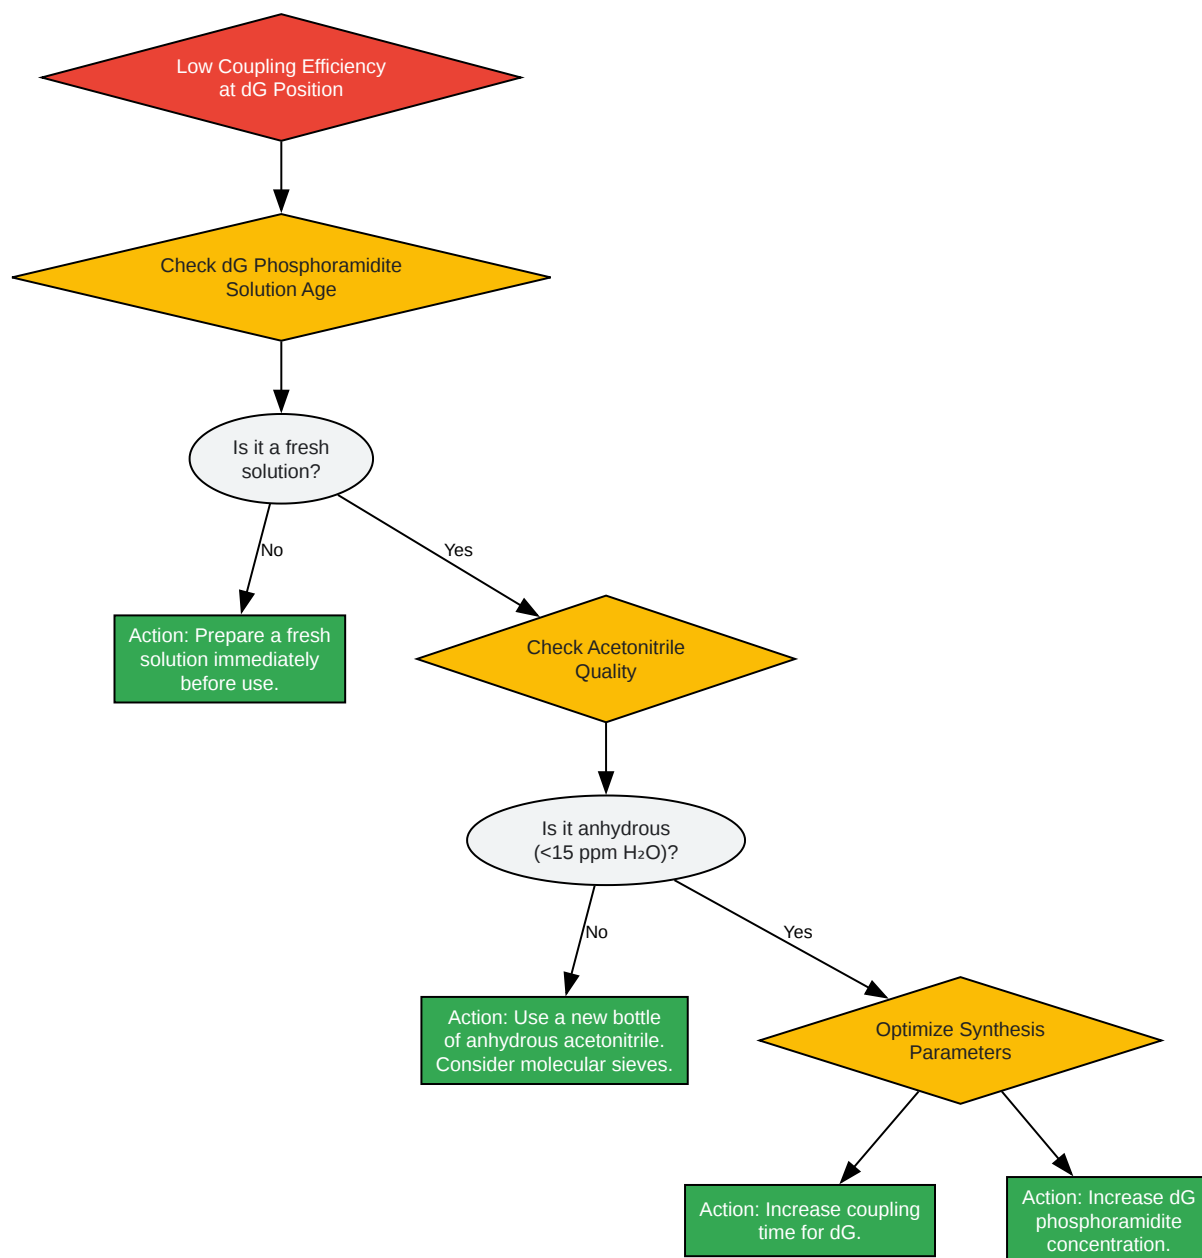 Low Coupling Efficiency
at dG Position
Check dG Phosphoramidite
Solution Age
Is it a fresh
solution?
No
Yes
Action: Prepare a fresh
solution immediately
before use.
Check Acetonitrile
Quality
Is it anhydrous
(<15 ppm H₂O)?
No
Yes
Action: Use a new bottle
of anhydrous acetonitrile.
Consider molecular sieves.
Optimize Synthesis
Parameters
Action: Increase coupling
time for dG.
Action: Increase dG
phosphoramidite
concentration.